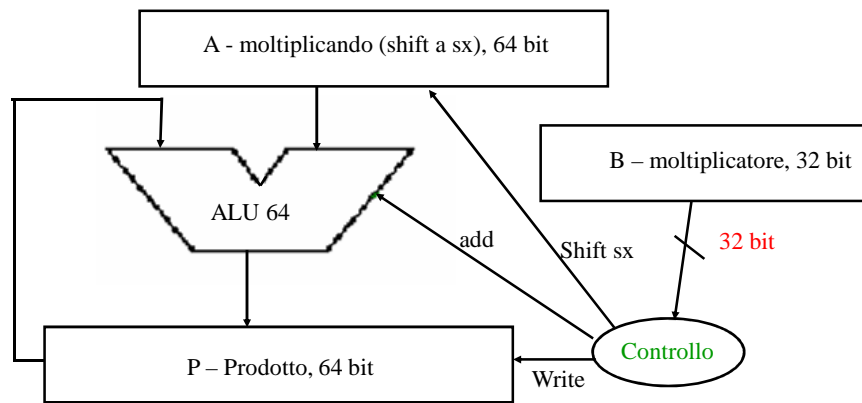 A - moltiplicando (shift a sx), 64 bit
B – moltiplicatore, 32 bit
ALU 64
add
Shift sx
32 bit
P – Prodotto, 64 bit
Controllo
Write